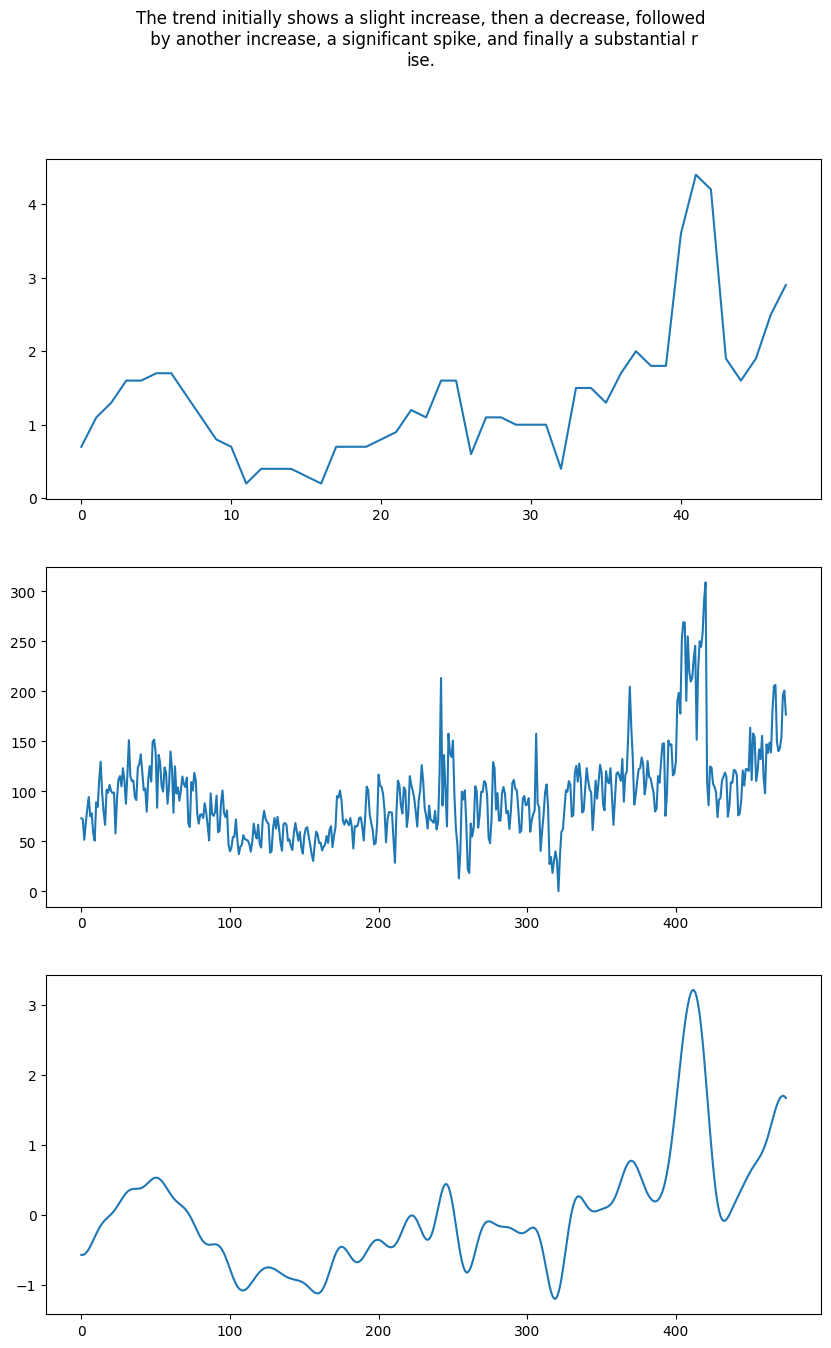 The trend initially shows a slight increase, then a decrease, followed
by another increase, a significant spike, and finally a substantial r
ise.
4
3
2
1
0
0 10 20 30 40
300
250
200
150
100
50
0
0 100 200 300 400
3
2
1
0
−1
0 100 200 300 400